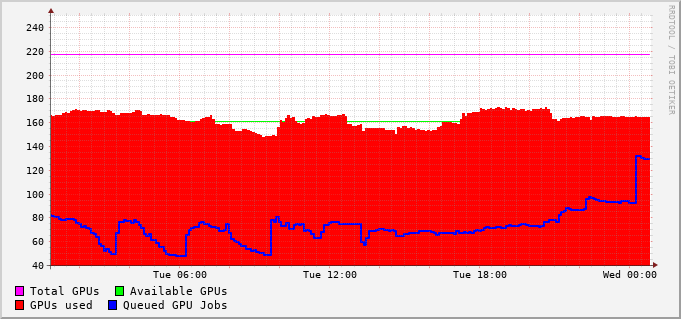 RRDTOOL / TOBI OETIKER
240
220
200
180
160
140
120
100
80
60
40
Tue 06:00 Tue 12:00 Tue 18:00 Wed 00:00
Total GPUs Available GPUs
GPUs used Queued GPU Jobs